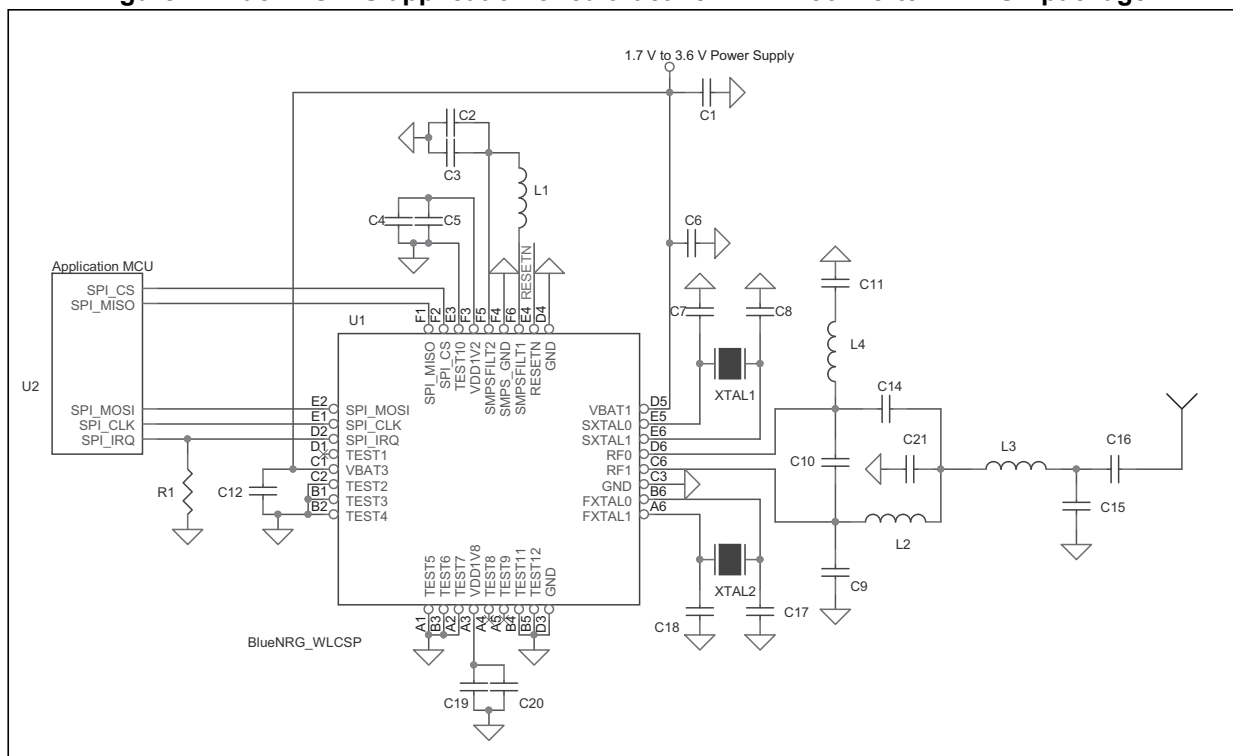 1.7 V to 3.6 V Power Supply
C1
C2
C3
L1
C4
C5
C6
RESETN
Application MCU
SPI_CS
SPI_MISO
U2
SPI_MOSI
SPI_CLK
SPI_IRQ
R1
C12
U1
F1
F2
E3
F3
F5
F4
F6
E4
D4
SPI_MISO
SPI_CS
TEST10
VDD1V2
SMPSFILT2
SMPS_GND
SMPSFILT1
RESETN
GND
E2 SPI_MOSI
E1 SPI_CLK
D2 SPI_IRQ
D1 TEST1
C1 VBAT3
C2 TEST2
B1 TEST3
B2 TEST4
VBAT1 D5
SXTAL0 E5
SXTAL1 E6
RF0 D6
RF1 C6
GND C3
FXTAL0 B6
FXTAL1 A6
TEST5
TEST6
TEST7
VDD1V8
TEST8
TEST9
TEST11
TEST12
GND
A1
B3
A2
A3
A4
A5
B4
B5
D3
BlueNRG_WLCSP
C19
C20
C7
C8
XTAL1
XTAL2
C18
C17
C11
L4
C14
C10
C21
L2
C9
L3
C16
C15